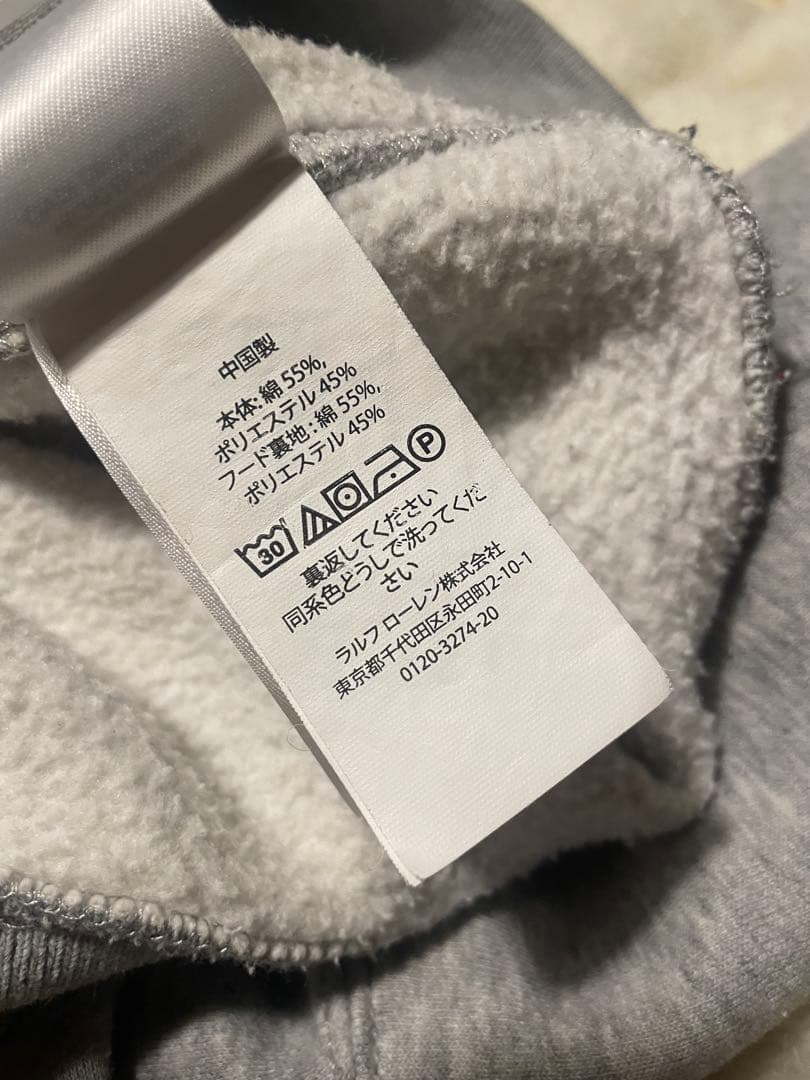 中国製
本体: 綿 55%,
ポリエステル 45%
フード裏地 : 綿 55%,
ポリエステル 45%
30 P
裏返してください
同系色どうしで洗ってくだ
さい
ラルフ ローレン株式会社
東京都千代田区永田町2-10-1
0120-3274-20